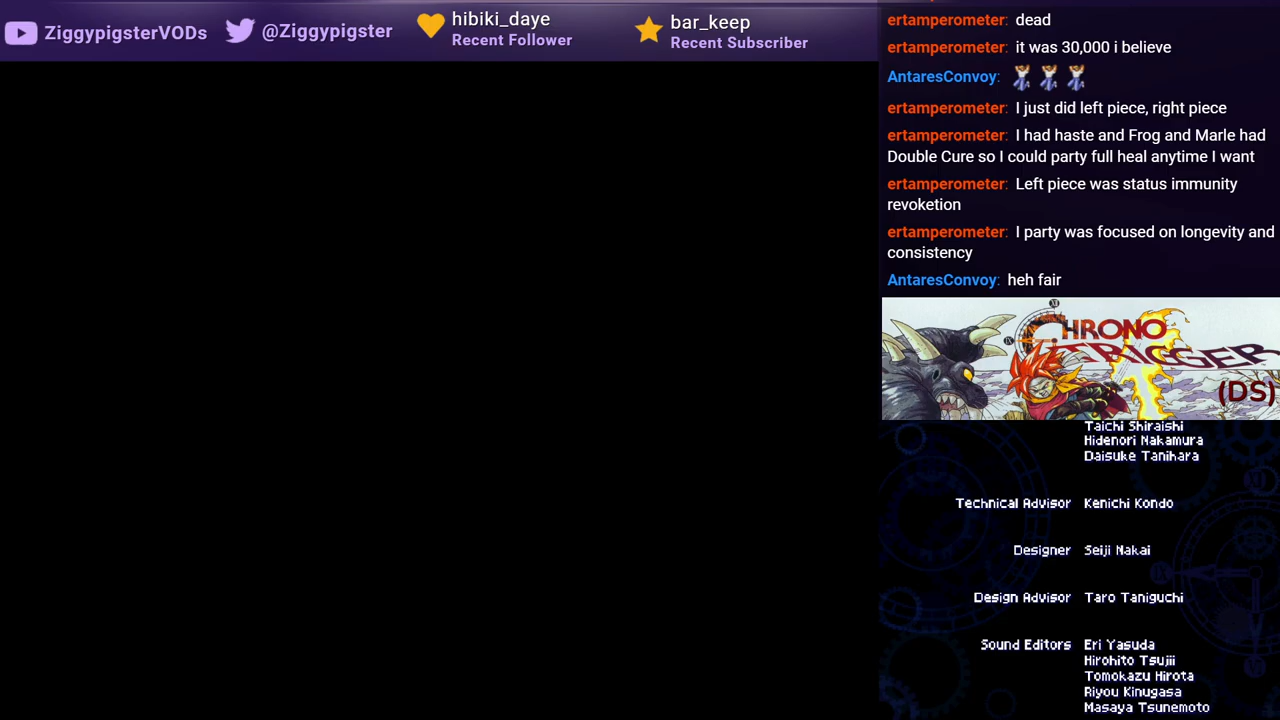 ZiggypigsterVODs
@Ziggypigster
hibiki_daye
Recent Follower
bar_keep
Recent Subscriber
ertamperometer: dead
ertamperometer: it was 30,000 i believe
AntaresConvoy:
ertamperometer: I just did left piece, right piece
ertamperometer: I had haste and Frog and Marle had
Double Cure so I could party full heal anytime I want
ertamperometer: Left piece was status immunity
revoketion
ertamperometer: I party was focused on longevity and
consistency
AntaresConvoy: heh fair
CHRONO
TRIGGER
(DS)
Taichi Shiraishi
Hidenori Nakamura
Daisuke Tanihara
Technical Advisor Kenichi Kondo
Designer Seiji Nakai
Design Advisor Taro Taniguchi
Sound Editors Eri Yasuda
Hirohito Tsujii
Tomokazu Hirota
Riyou Kinugasa
Masaya Tsunemoto